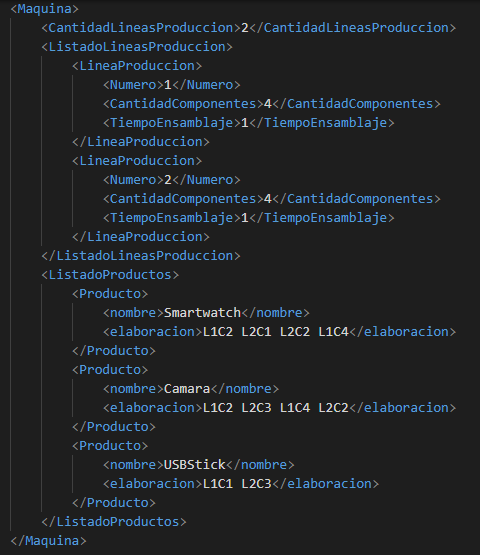 <Maquina>
<CantidadLineasProduccion>2</CantidadLineasProduccion>
<ListadoLineasProduccion>
<LineaProduccion>
<Numero>1</Numero>
<CantidadComponentes>4</CantidadComponentes>
<TiempoEnsamblaje>1</TiempoEnsamblaje>
</LineaProduccion>
<LineaProduccion>
<Numero>2</Numero>
<CantidadComponentes>4</CantidadComponentes>
<TiempoEnsamblaje>1</TiempoEnsamblaje>
</LineaProduccion>
</ListadoLineasProduccion>
<ListadoProductos>
<Producto>
<nombre>Smartwatch</nombre>
<elaboracion>L1C2 L2C1 L2C2 L1C4</elaboracion>
</Producto>
<Producto>
<nombre>Camara</nombre>
<elaboracion>L1C2 L2C3 L1C4 L2C2</elaboracion>
</Producto>
<Producto>
<nombre>USBStick</nombre>
<elaboracion>L1C1 L2C3</elaboracion>
</Producto>
</ListadoProductos>
</Maquina>